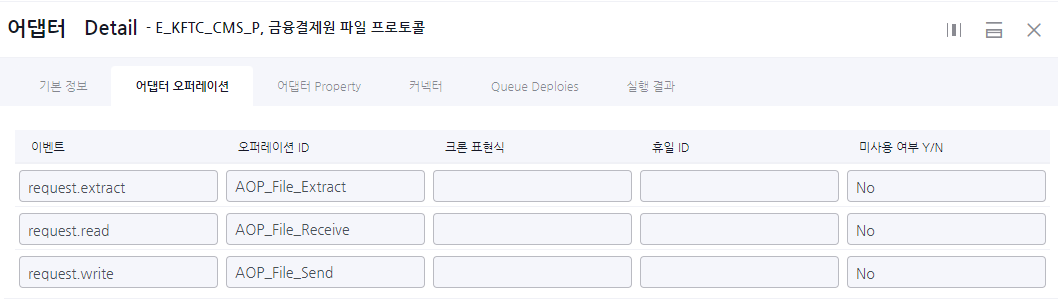 어댑터 Detail - E_KFTC_CMS_P, 금융결제원 파일 프로토콜
기본 정보 어댑터 오퍼레이션 어댑터 Property 커넥터 Queue Deploies 실행 결과
이벤트 오퍼레이션 ID 크론 표현식 휴일 ID 미사용 여부 Y/N
request.extract AOP_File_Extract No
request.read AOP_File_Receive No
request.write AOP_File_Send No